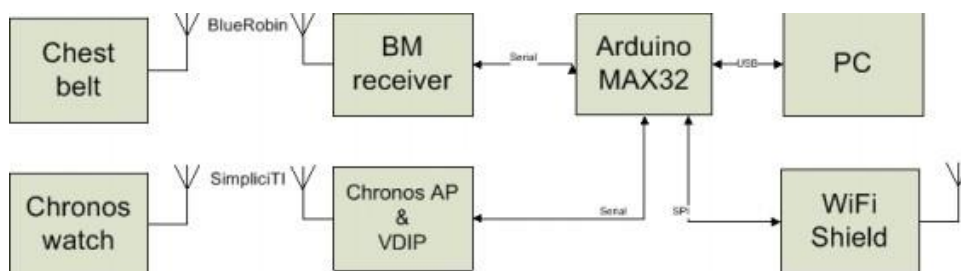 Chest
belt
BlueRobin
BM
receiver
Serial
Arduino
MAX32
USB
PC
Chronos
watch
SimpliciTI
Chronos AP
&
VDIP
Serial
SPI
WiFi
Shield